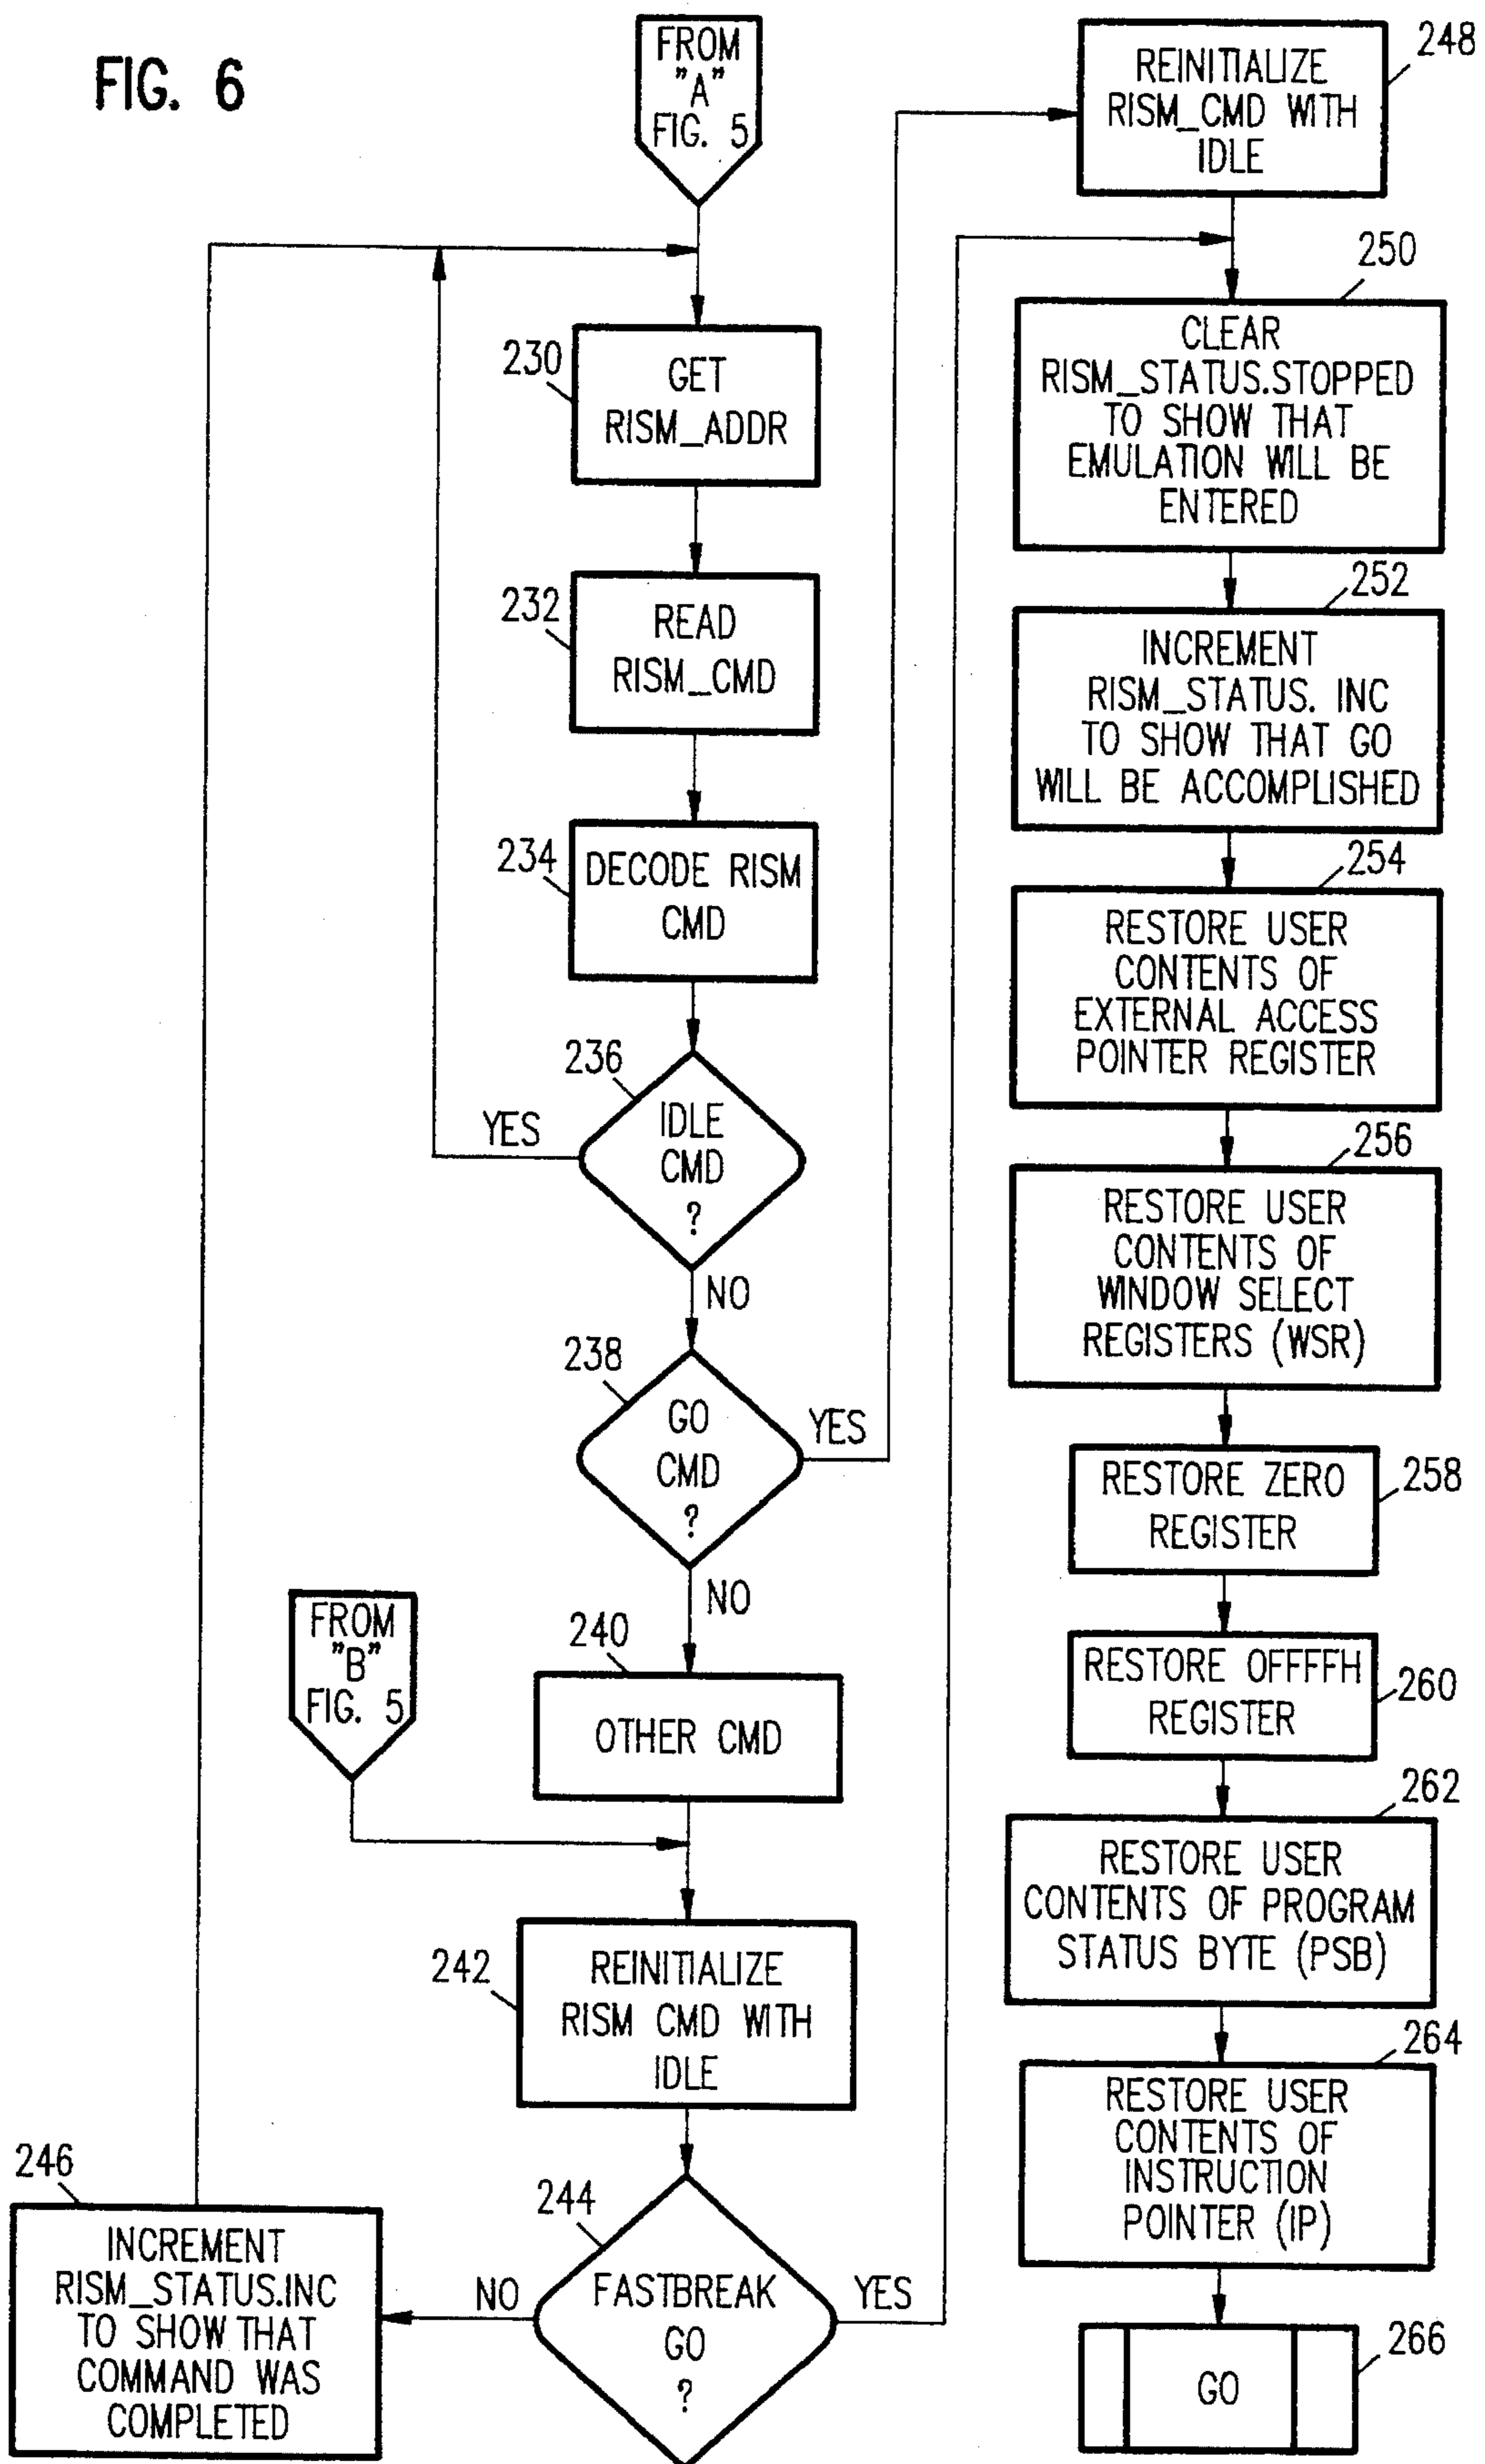 FIG. 6
FROM
"A"
FIG. 5
230
GET
RISM_ADDR
232
READ
RISM_CMD
234
DECODE RISM
CMD
236
IDLE
CMD
?
YES
NO
238
GO
CMD
?
YES
NO
FROM
"B"
FIG. 5
240
OTHER CMD
242
REINITIALIZE
RISM CMD WITH
IDLE
244
FASTBREAK
GO
?
NO
YES
246
INCREMENT
RISM_STATUS.INC
TO SHOW THAT
COMMAND WAS
COMPLETED
248
REINITIALIZE
RISM_CMD WITH
IDLE
250
CLEAR
RISM_STATUS.STOPPED
TO SHOW THAT
EMULATION WILL BE
ENTERED
252
INCREMENT
RISM_STATUS. INC
TO SHOW THAT GO
WILL BE ACCOMPLISHED
254
RESTORE USER
CONTENTS OF
EXTERNAL ACCESS
POINTER REGISTER
256
RESTORE USER
CONTENTS OF
WINDOW SELECT
REGISTERS (WSR)
258
RESTORE ZERO
REGISTER
260
RESTORE OFFFFH
REGISTER
262
RESTORE USER
CONTENTS OF PROGRAM
STATUS BYTE (PSB)
264
RESTORE USER
CONTENTS OF
INSTRUCTION
POINTER (IP)
266
GO